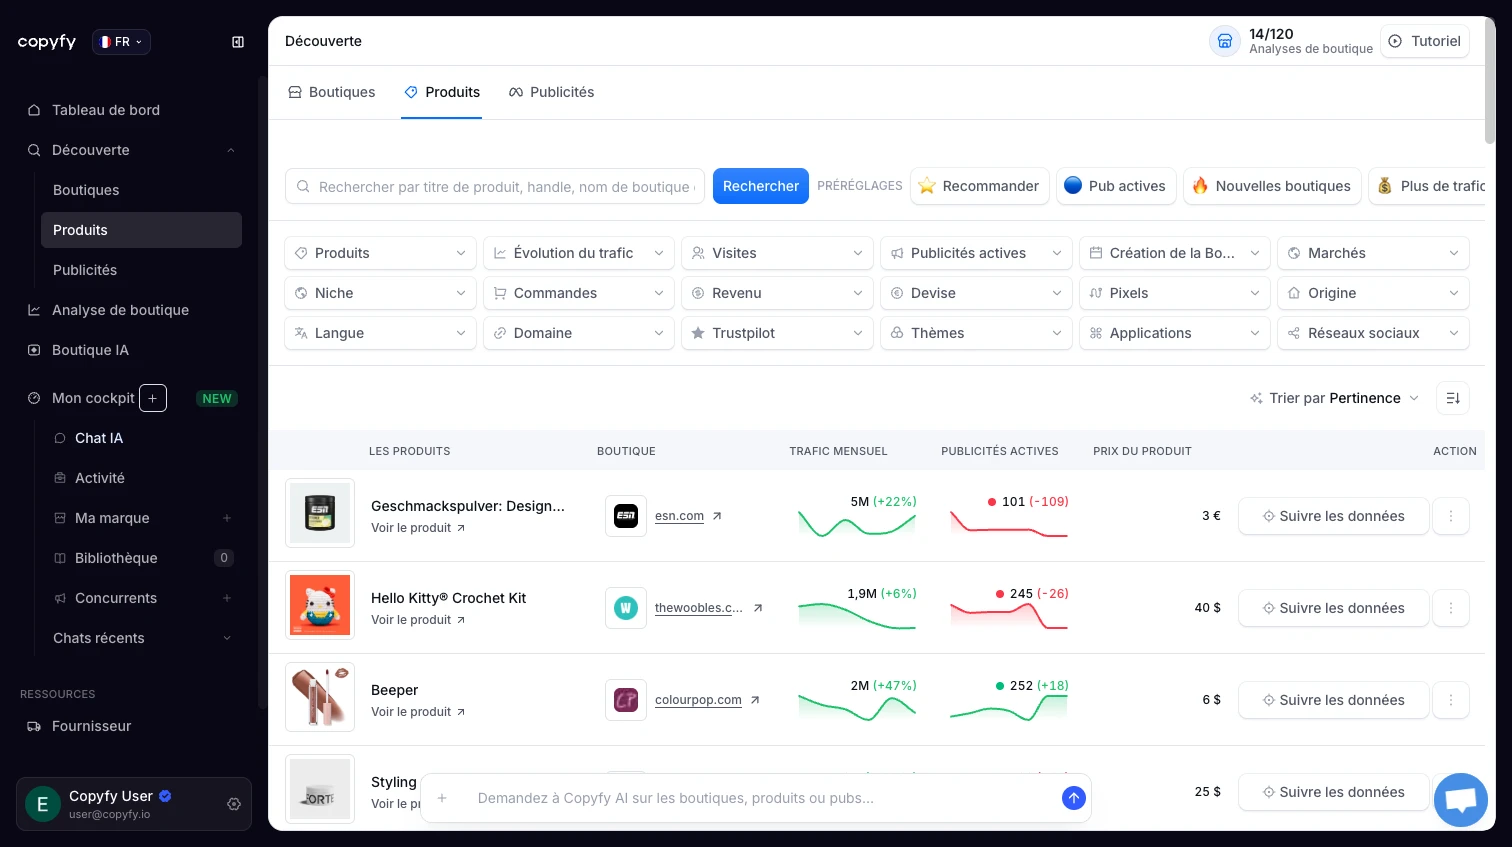 copyfy
FR
Tableau de bord
Découverte
Boutiques
Produits
Publicités
Analyse de boutique
Boutique IA
Mon cockpit
NEW
Chat IA
Activité
Ma marque
Bibliothèque
0
Concurrents
Chats récents
RESSOURCES
Fournisseur
E
Copyfy User
user@copyfy.io
Découverte
14/120
Analyses de boutique
Tutoriel
Boutiques
Produits
Publicités
Rechercher par titre de produit, handle, nom de boutique
Rechercher
PRÉRÉGLAGES
Recommander
Pub actives
Nouvelles boutiques
Plus de trafic
Produits
Évolution du trafic
Visites
Publicités actives
Création de la Bo...
Marchés
Niche
Commandes
Revenu
Devise
Pixels
Origine
Langue
Domaine
Trustpilot
Thèmes
Applications
Réseaux sociaux
Trier par Pertinence
LES PRODUITS
BOUTIQUE
TRAFIC MENSUEL
PUBLICITÉS ACTIVES
PRIX DU PRODUIT
ACTION
Geschmackspulver: Design...
Voir le produit
ESN
esn.com
5M (+22%)
101 (-109)
3 €
Suivre les données
Hello Kitty® Crochet Kit
Voir le produit
W
thewoobles.c...
1,9M (+6%)
245 (-26)
40 $
Suivre les données
Beeper
Voir le produit
CP
colourpop.com
2M (+47%)
252 (+18)
6 $
Suivre les données
Styling
Voir le pr
25 $
Suivre les données
Demandez à Copyfy AI sur les boutiques, produits ou pubs...